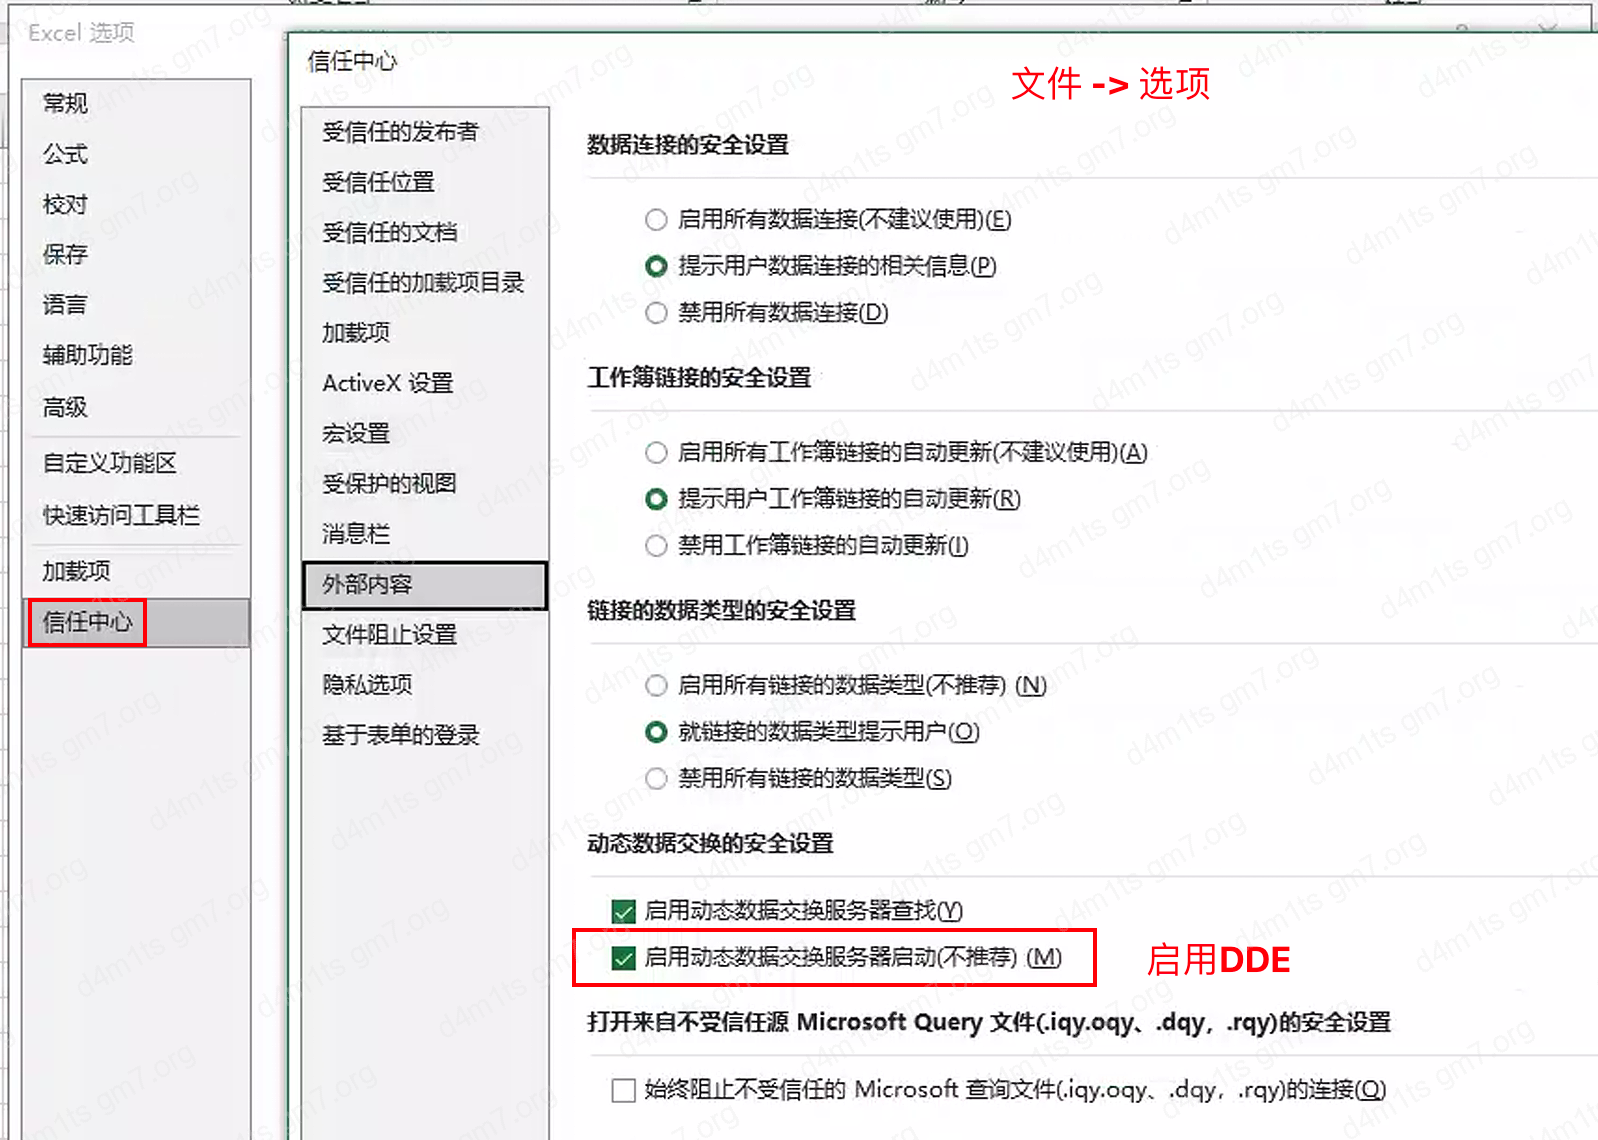 Excel 选项
常规
公式
校对
保存
语言
辅助功能
高级
自定义功能区
快速访问工具栏
加载项
信任中心
信任中心
文件 -> 选项
受信任的发布者
受信任位置
受信任的文档
受信任的加载项目录
加载项
ActiveX 设置
宏设置
受保护的视图
消息栏
外部内容
文件阻止设置
隐私选项
基于表单的登录
数据连接的安全设置
启用所有数据连接(不建议使用)(E)
提示用户数据连接的相关信息(P)
禁用所有数据连接(D)
工作簿链接的安全设置
启用所有工作簿链接的自动更新(不建议使用)(A)
提示用户工作簿链接的自动更新(R)
禁用工作簿链接的自动更新(I)
链接的数据类型的安全设置
启用所有链接的数据类型(不推荐) (N)
就链接的数据类型提示用户(O)
禁用所有链接的数据类型(S)
动态数据交换的安全设置
启用动态数据交换服务器查找(Y)
启用动态数据交换服务器启动(不推荐) (M)
启用DDE
打开来自不受信任源 Microsoft Query 文件(.iqy.oqy、.dqy，.rqy)的安全设置
始终阻止不受信任的 Microsoft 查询文件(.iqy.oqy、.dqy，.rqy)的连接(Q)
d4m1ts gm7.org